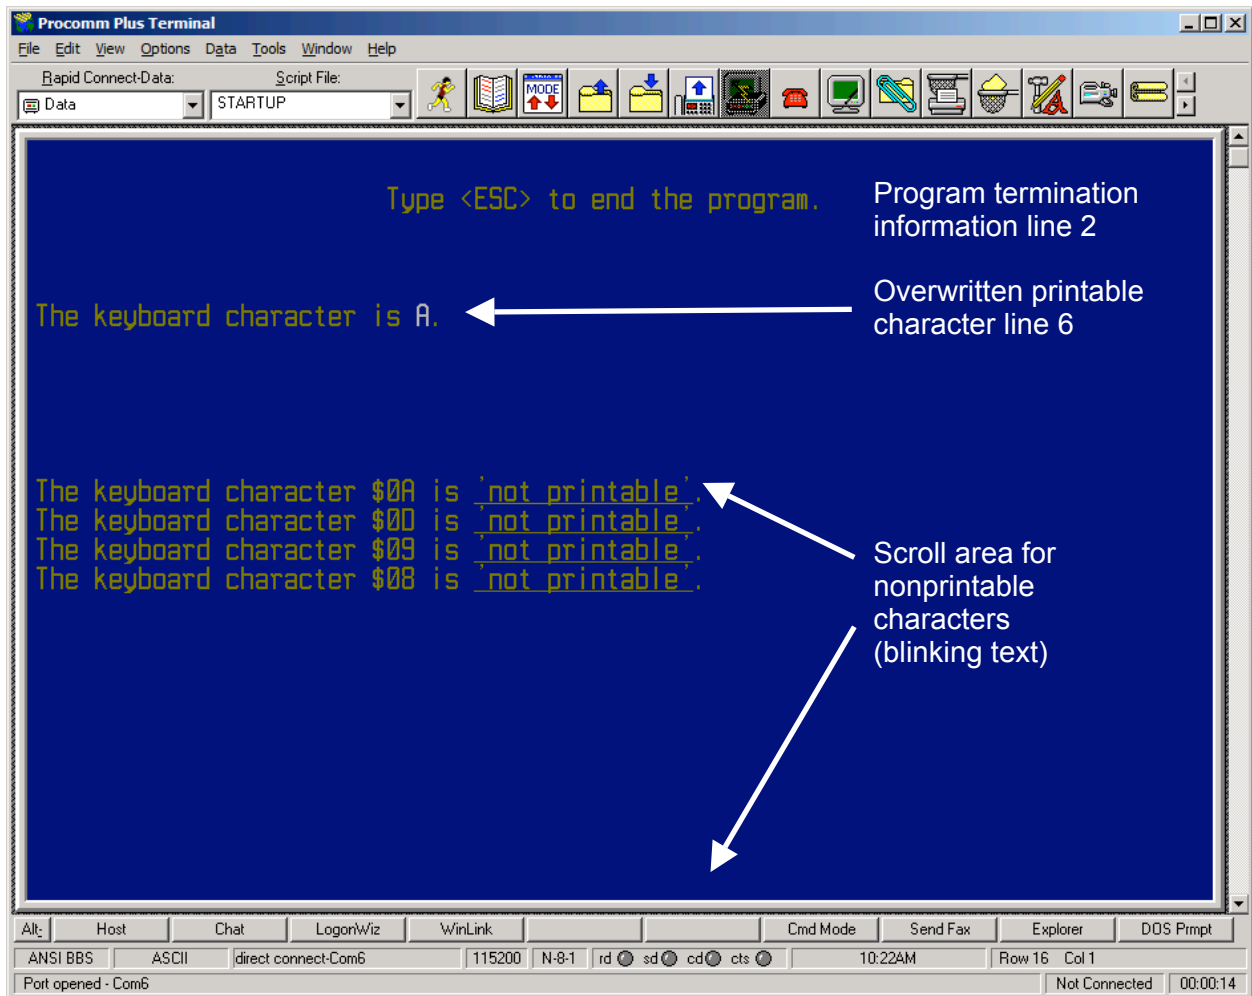 Procomm Plus Terminal
File Edit View Options Data Tools Window Help
Rapid Connect-Data: Script File:
Data STARTUP
MODE
Type <ESC> to end the program.
Program termination
information line 2
The keyboard character is A.
Overwritten printable
character line 6
The keyboard character $0A is 'not printable'.
The keyboard character $0D is 'not printable'.
The keyboard character $09 is 'not printable'.
The keyboard character $08 is 'not printable'.
Scroll area for
nonprintable
characters
(blinking text)
Alt- Host Chat LogonWiz WinLink Cmd Mode Send Fax Explorer DOS Prmpt
ANSI BBS ASCII direct connect-Com6 115200 N-8-1 rd sd cd cts 10:22AM Row 16 Col 1
Port opened - Com6 Not Connected 00:00:14